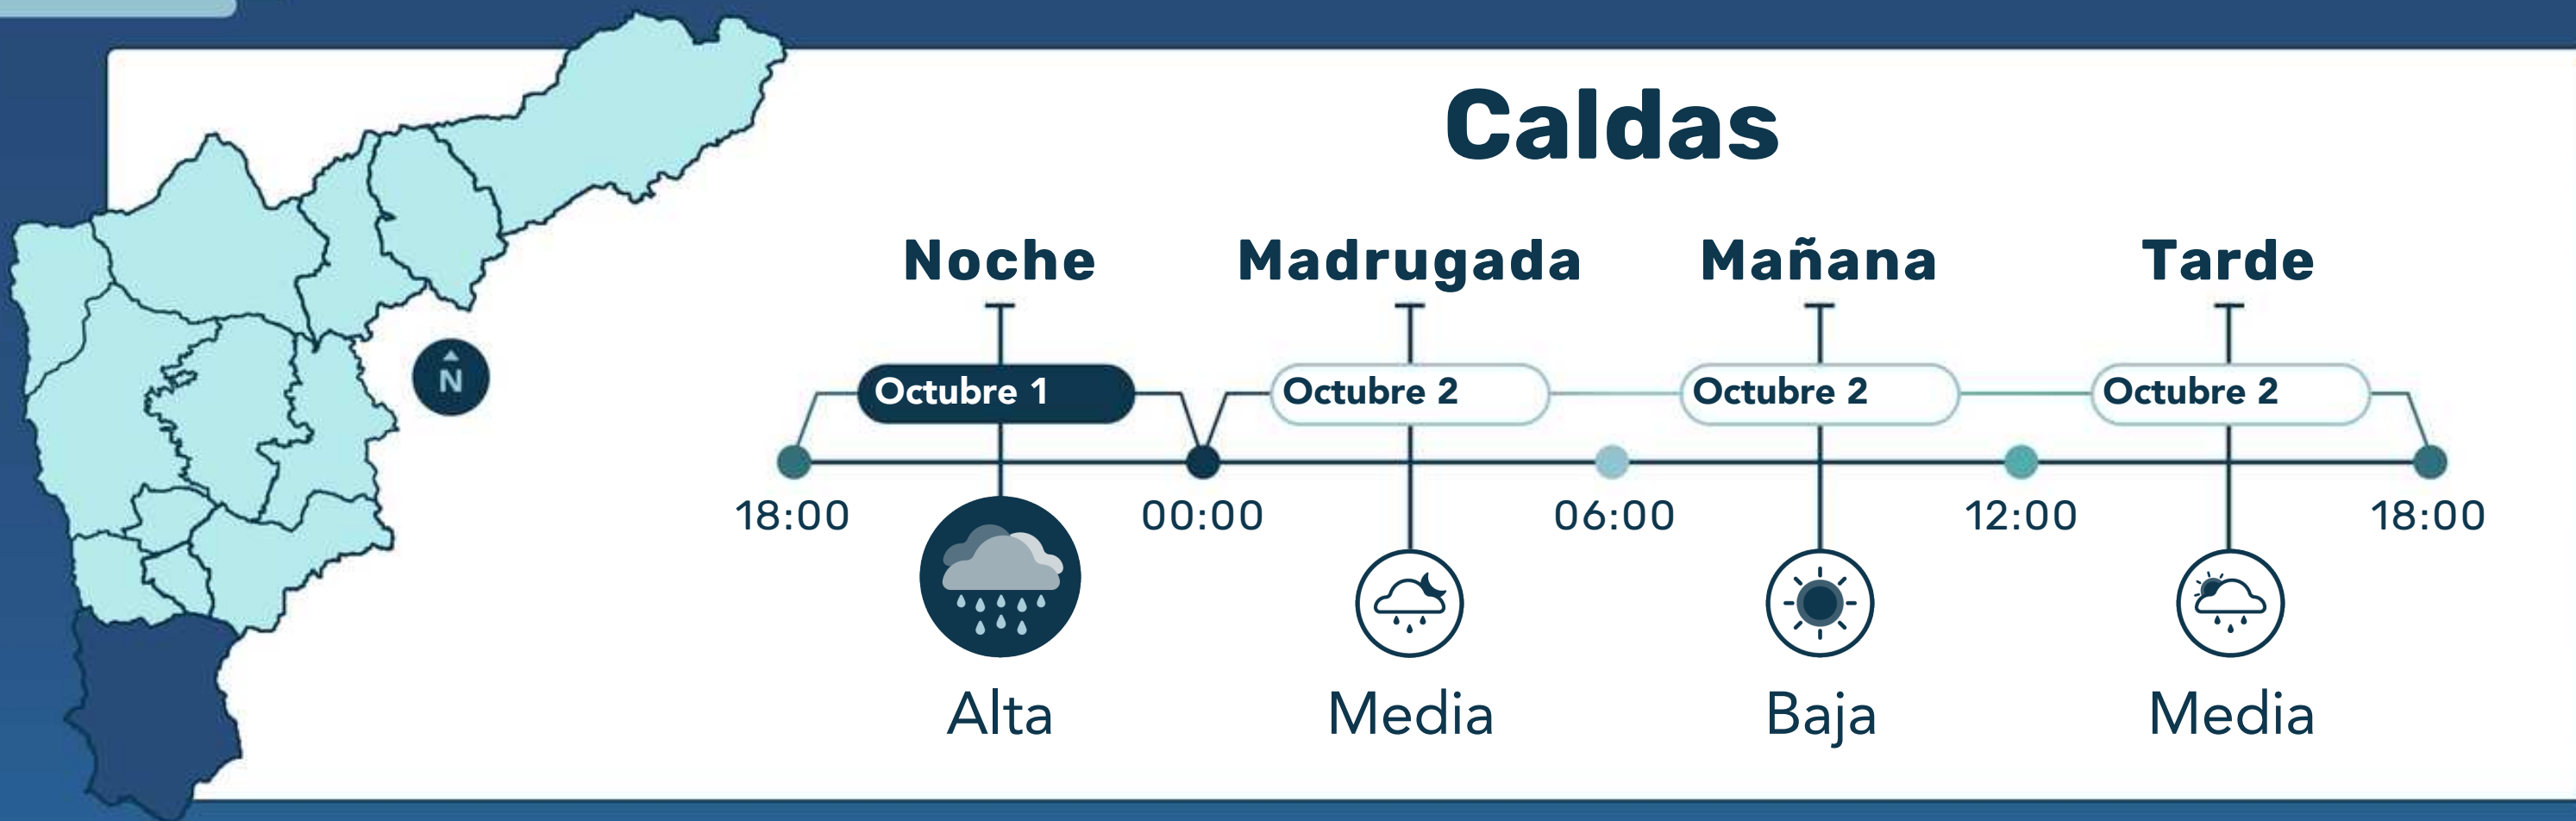 Caldas
Noche Madrugada Mañana Tarde
N
Octubre 1 Octubre 2 Octubre 2 Octubre 2
18:00 00:00 06:00 12:00 18:00
Alta Media Baja Media